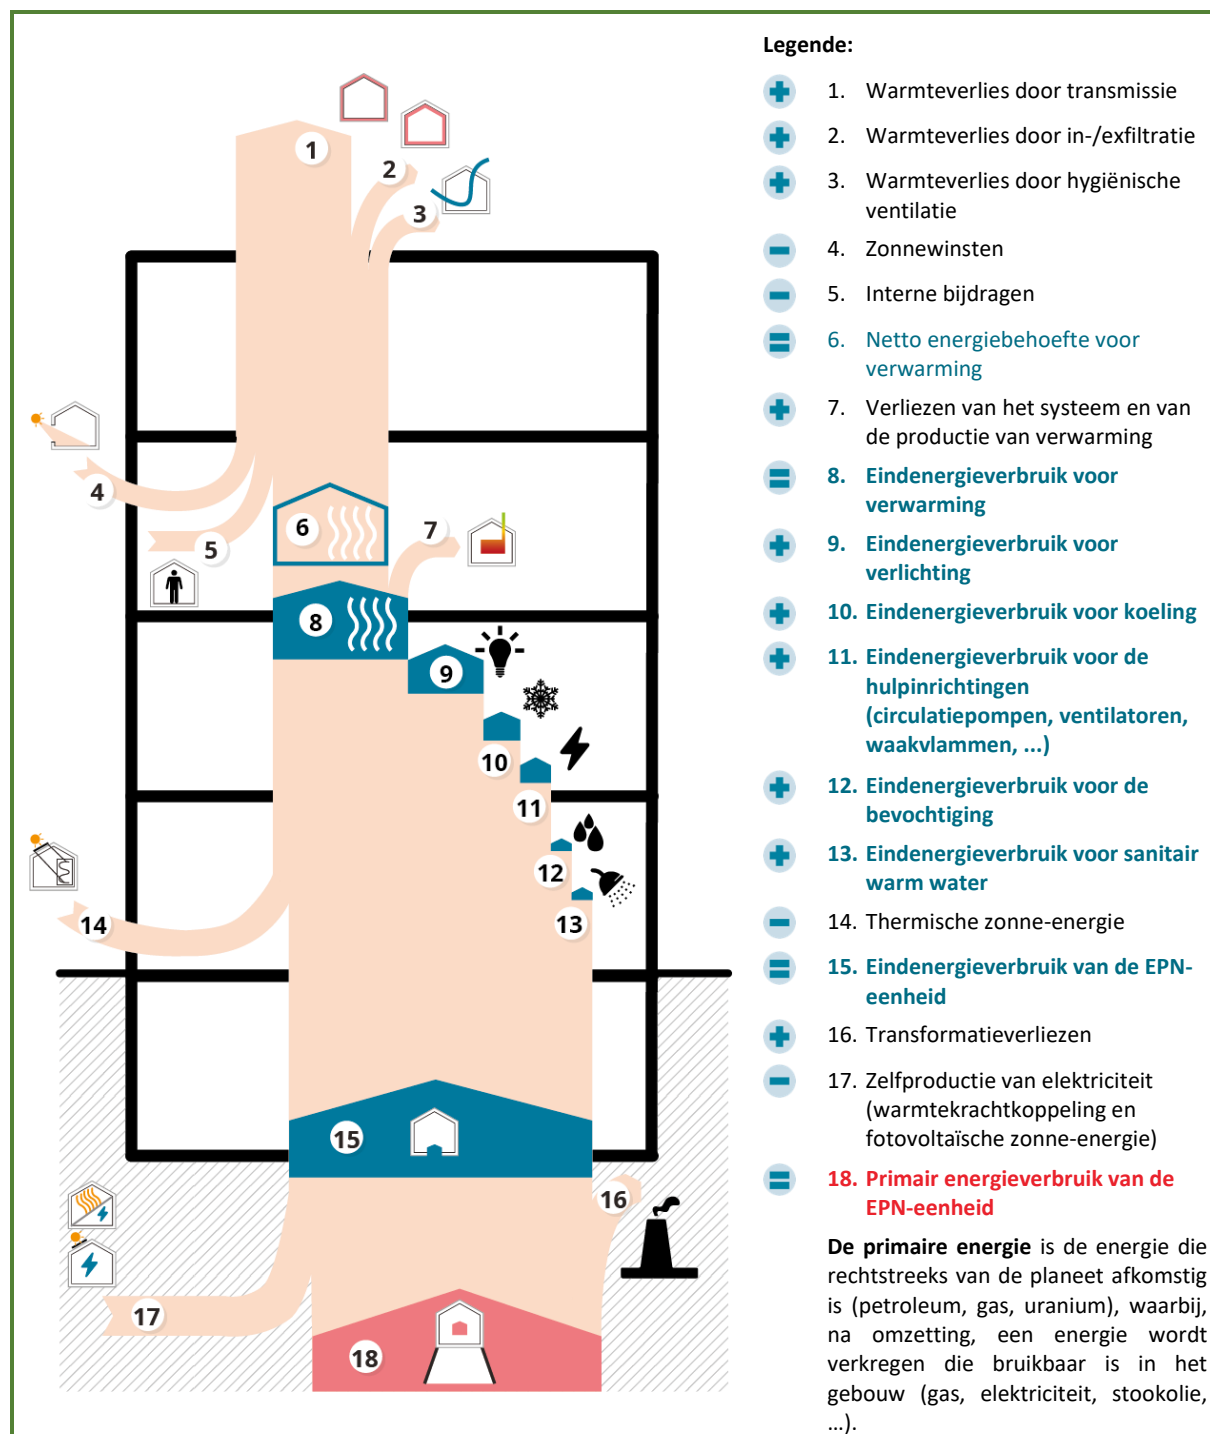 Legende:
1. Warmteverlies door transmissie
2. Warmteverlies door in-/exfiltratie
3. Warmteverlies door hygiënische
ventilatie
4. Zonnewinsten
5. Interne bijdragen
6. Netto energiebehoefte voor
verwarming
7. Verliezen van het systeem en van
de productie van verwarming
8. Eindenergieverbruik voor
verwarming
9. Eindenergieverbruik voor
verlichting
10. Eindenergieverbruik voor koeling
11. Eindenergieverbruik voor de
hulpinrichtingen
(circulatiepompen, ventilatoren,
waakvlammen, ...)
12. Eindenergieverbruik voor de
bevochtiging
13. Eindenergieverbruik voor sanitair
warm water
14. Thermische zonne-energie
15. Eindenergieverbruik van de EPN-
eenheid
16. Transformatieverliezen
17. Zelfproductie van elektriciteit
(warmtekrachtkoppeling en
fotovoltaïsche zonne-energie)
18. Primair energieverbruik van de
EPN-eenheid
De primaire energie is de energie die
rechtstreeks van de planeet afkomstig
is (petroleum, gas, uranium), waarbij,
na omzetting, een energie wordt
verkregen die bruikbaar is in het
gebouw (gas, elektriciteit, stookolie,
...).
1
2
3
4
5
6
7
8
9
10
11
12
13
14
15
16
17
18